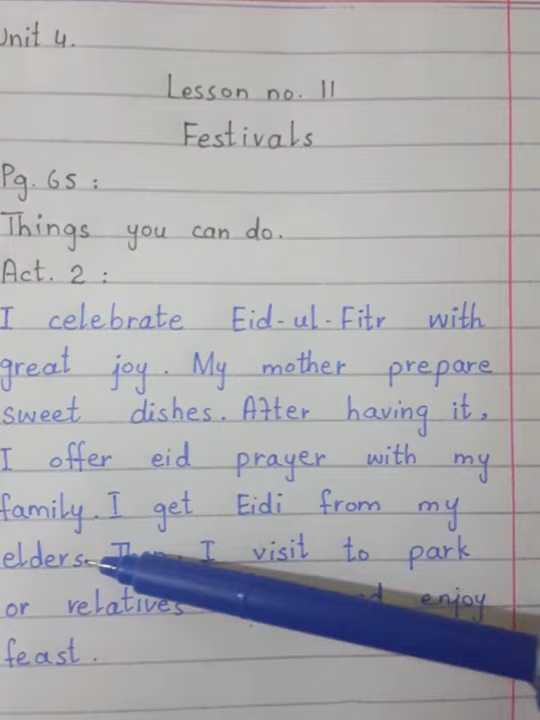 Unit 4.
Lesson no. 11
Festivals
Pg. 65 :
Things you can do.
Act. 2 :
I celebrate Eid-ul-Fitr with
great joy. My mother prepare
sweet dishes. After having it,
I offer eid prayer with my
family. I get Eidi from my
elders. I visit to park
or relatives enjoy
feast.